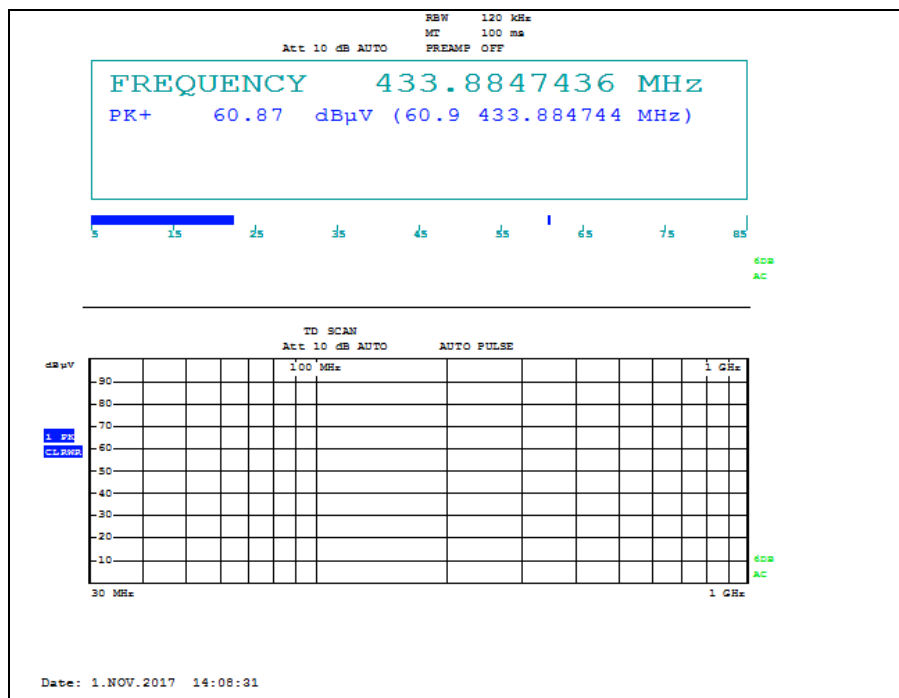 RBW 120 kHz
MT 100 ms
Att 10 dB AUTO PREAMP OFF
FREQUENCY 433.8847436 MHz
PK+ 60.87 dBµV (60.9 433.884744 MHz)
5 15 25 35 45 55 65 75 85
6DB
AC
TD SCAN
Att 10 dB AUTO AUTO PULSE
dBµV 100 MHz 1 GHz
90
80
70
1 PK
60
CLRWR
50
40
30
20
10
6DB
AC
30 MHz 1 GHz
Date: 1.NOV.2017 14:08:31